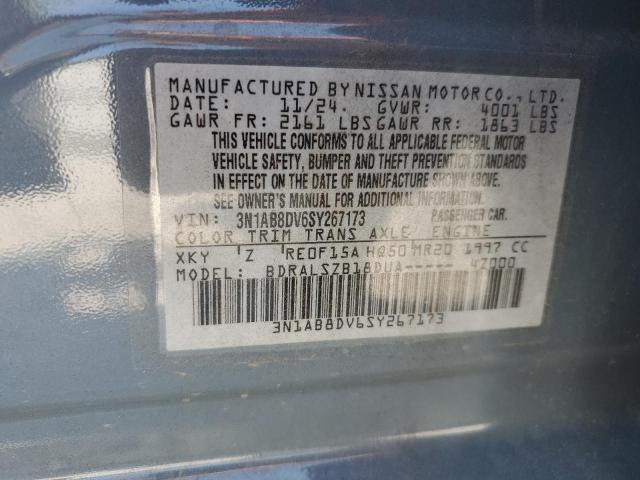 MANUFACTURED BY NISSAN MOTOR CO., LTD.
DATE: 11/24. GVWR: 4001 LBS
GAWR FR: 2161 LBS GAWR RR: 1863 LBS
THIS VEHICLE CONFORMS TO ALL APPLICABLE FEDERAL MOTOR
VEHICLE SAFETY, BUMPER AND THEFT PREVENTION STANDARDS
IN EFFECT ON THE DATE OF MANUFACTURE SHOWN ABOVE.
SEE OWNER'S MANUAL FOR ADDITIONAL INFORMATION.
VIN: 3N1AB8DV6SY267173 PASSENGER CAR.
COLOR TRIM TRANS AXLE ENGINE
XKY Z RE0F15A HQ50 MR20 1997 CC
MODEL: BDRALSZB18DUA----- 4Z000
3N1AB8DV6SY267173